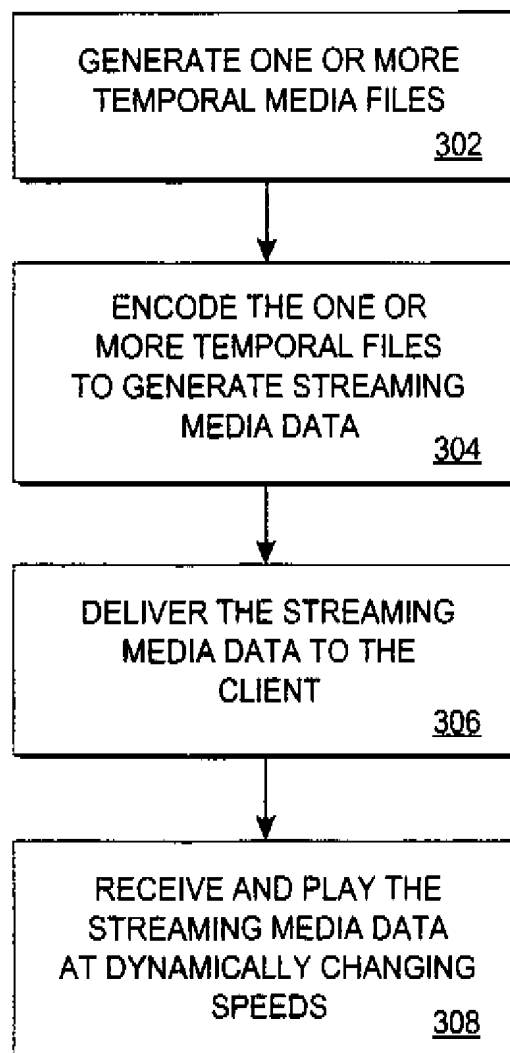 GENERATE ONE OR MORE
TEMPORAL MEDIA FILES
302
ENCODE THE ONE OR
MORE TEMPORAL FILES
TO GENERATE STREAMING
MEDIA DATA
304
DELIVER THE STREAMING
MEDIA DATA TO THE
CLIENT
306
RECEIVE AND PLAY THE
STREAMING MEDIA DATA
AT DYNAMICALLY CHANGING
SPEEDS
308